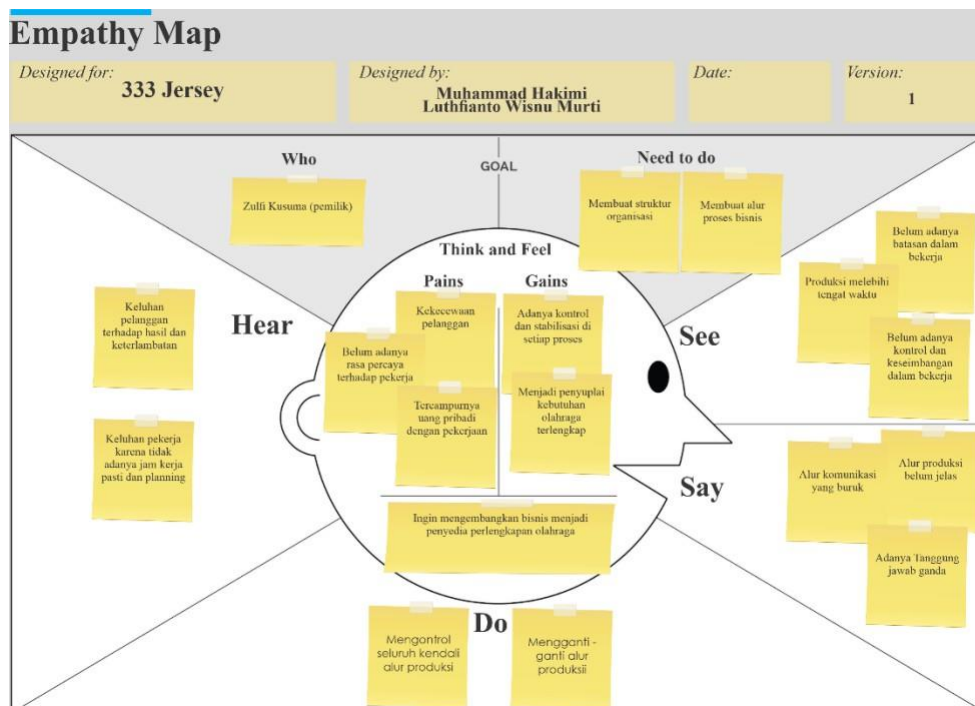 Empathy Map
Designed for:
333 Jersey
Designed by:
Muhammad Hakimi
Luthfianto Wisnu Murti
Date:
Version:
1
Who
GOAL
Need to do
Zulfi Kusuma (pemilik)
Membuat struktur
organisasi
Membuat alur
proses bisnis
Think and Feel
Pains
Gains
Kekecewaan
pelanggan
Belum adanya
rasa percaya
terhadap pekerja
Tercampurnya
uang pribadi
dengan pekerjaan
Adanya kontrol
dan stabilisasi di
setiap proses
Menjadi penyuplai
kebutuhan
olahraga
terlengkap
Ingin mengembangkan bisnis menjadi
penyedia perlengkapan olahraga
Hear
Keluhan
pelanggan
terhadap hasil dan
keterlambatan
Keluhan pekerja
karena tidak
adanya jam kerja
pasti dan planning
See
Belum adanya
batasan dalam
bekerja
Produksi melebihi
tengat waktu
Belum adanya
kontrol dan
keseimbangan
dalam bekerja
Say
Alur komunikasi
yang buruk
Alur produksi
belum jelas
Adanya Tanggung
jawab ganda
Do
Mengontrol
seluruh kendali
alur produksi
Mengganti -
ganti alur
produksii